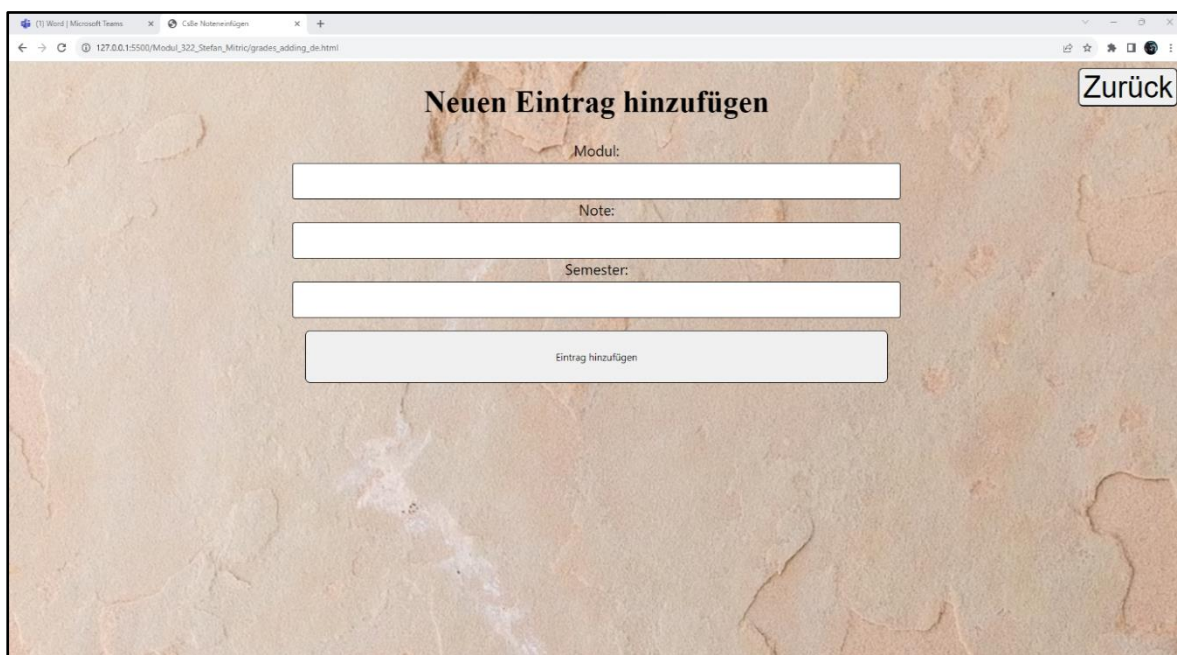 (1) Word | Microsoft Teams
CsBe Noteneinfügen
127.0.0.1:5500/Modul_322_Stefan_Mitric/grades_adding_de.html
Zurück
Neuen Eintrag hinzufügen
Modul:
Note:
Semester:
Eintrag hinzufügen